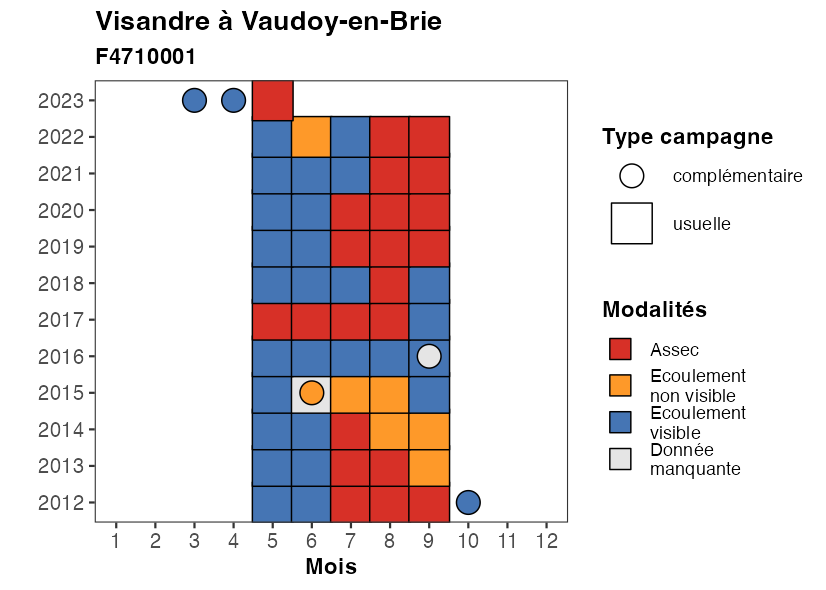 Visandre à Vaudoy-en-Brie
F4710001
2023
2022
2021
2020
2019
2018
2017
2016
2015
2014
2013
2012
1 2 3 4 5 6 7 8 9 10 11 12
Mois
Type campagne
complémentaire
usuelle
Modalités
Assec
Ecoulement
non visible
Ecoulement
visible
Donnée
manquante